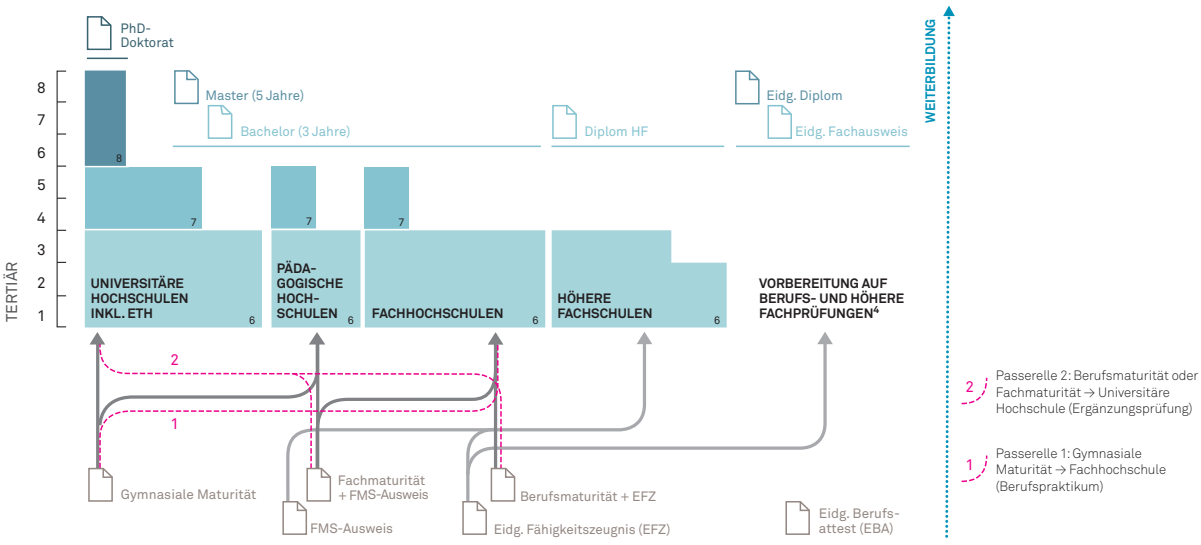 PhD-
Doktorat
WEITERBILDUNG
8
7
6
5
4
3
2
1
TERTIÄR
Master (5 Jahre)
Bachelor (3 Jahre)
Diplom HF
Eidg. Diplom
Eidg. Fachausweis
8
7
7
7
UNIVERSITÄRE
HOCHSCHULEN
INKL. ETH
6
PÄDA-
GOGISCHE
HOCH-
SCHULEN
6
FACHHOCHSCHULEN
6
HÖHERE
FACHSCHULEN
6
VORBEREITUNG AUF
BERUFS- UND HÖHERE
FACHPRÜFUNGEN⁴
2
1
2
Passerelle 2: Berufsmaturität oder
Fachmaturität → Universitäre
Hochschule (Ergänzungsprüfung)
1
Passerelle 1: Gymnasiale
Maturität → Fachhochschule
(Berufspraktikum)
Gymnasiale Maturität
Fachmaturität
+ FMS-Ausweis
Berufsmaturität + EFZ
FMS-Ausweis
Eidg. Fähigkeitszeugnis (EFZ)
Eidg. Berufs-
attest (EBA)